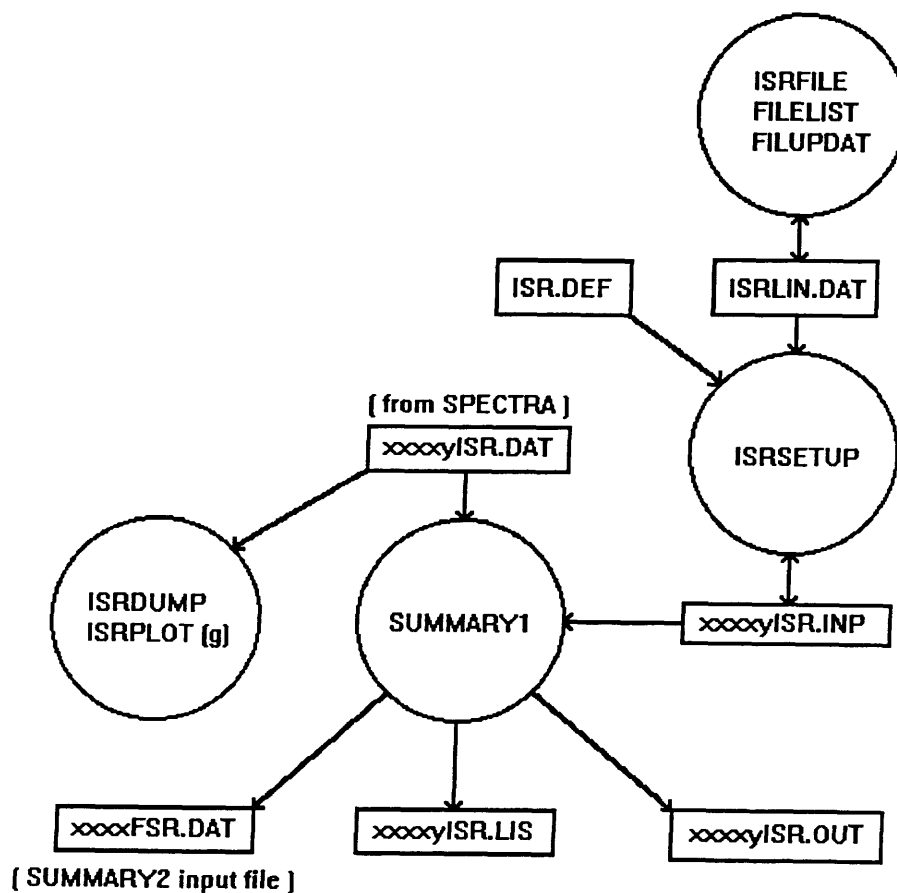 ISRFILE
FILELIST
FILUPDAT
ISR.DEF
ISRLIN.DAT
( from SPECTRA )
xxxxyISR.DAT
ISRSETUP
ISRDUMP
ISRPLOT (g)
SUMMARY1
xxxxyISR.INP
xxxxFSR.DAT
xxxxyISR.LIS
xxxxyISR.OUT
( SUMMARY2 input file )